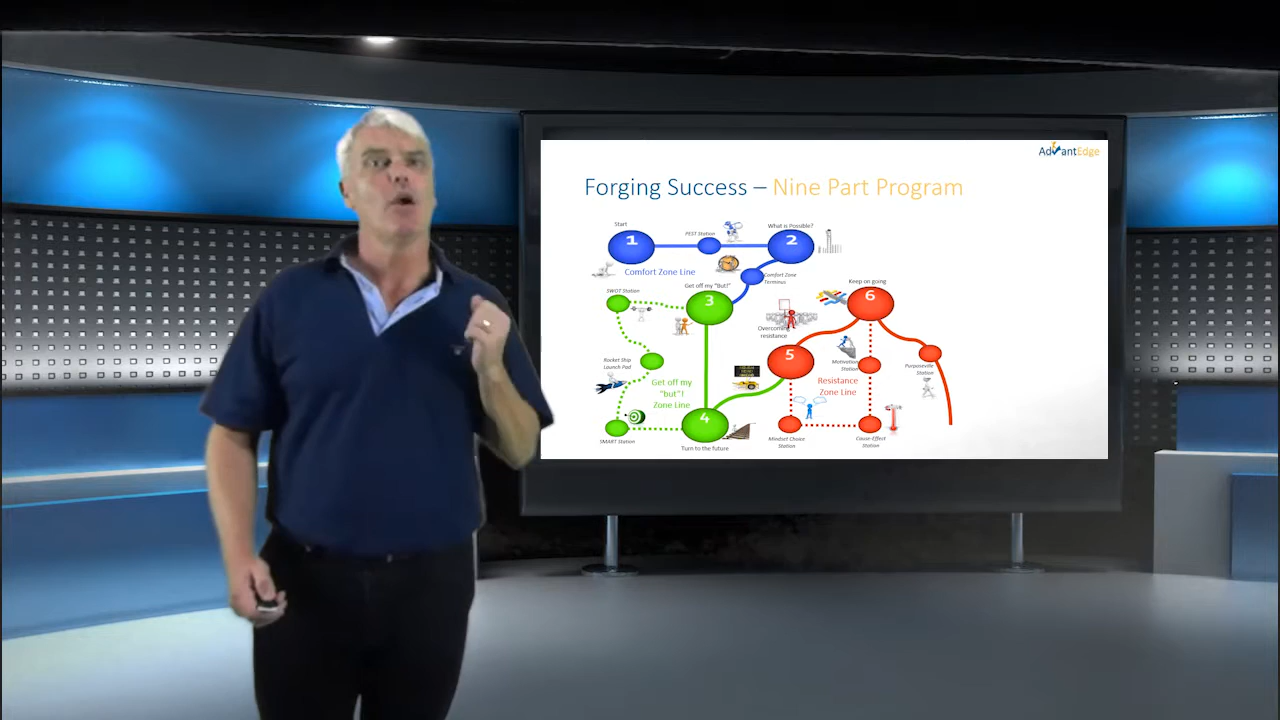 AdvantEdge
Forging Success – Nine Part Program
Start
1
PEST Station
What is Possible?
2
Comfort Zone Line
Comfort Zone
Terminus
Get off my "But!"
3
SWOT Station
Rocket Ship
Launch Pad
Get off my
"but"!
Zone Line
SMART Station
4
Turn to the future
Overcoming
resistance
5
Keep on going
6
Motivation
Station
Resistance
Zone Line
Mindset Choice
Station
Cause-Effect
Station
Purposeville
Station